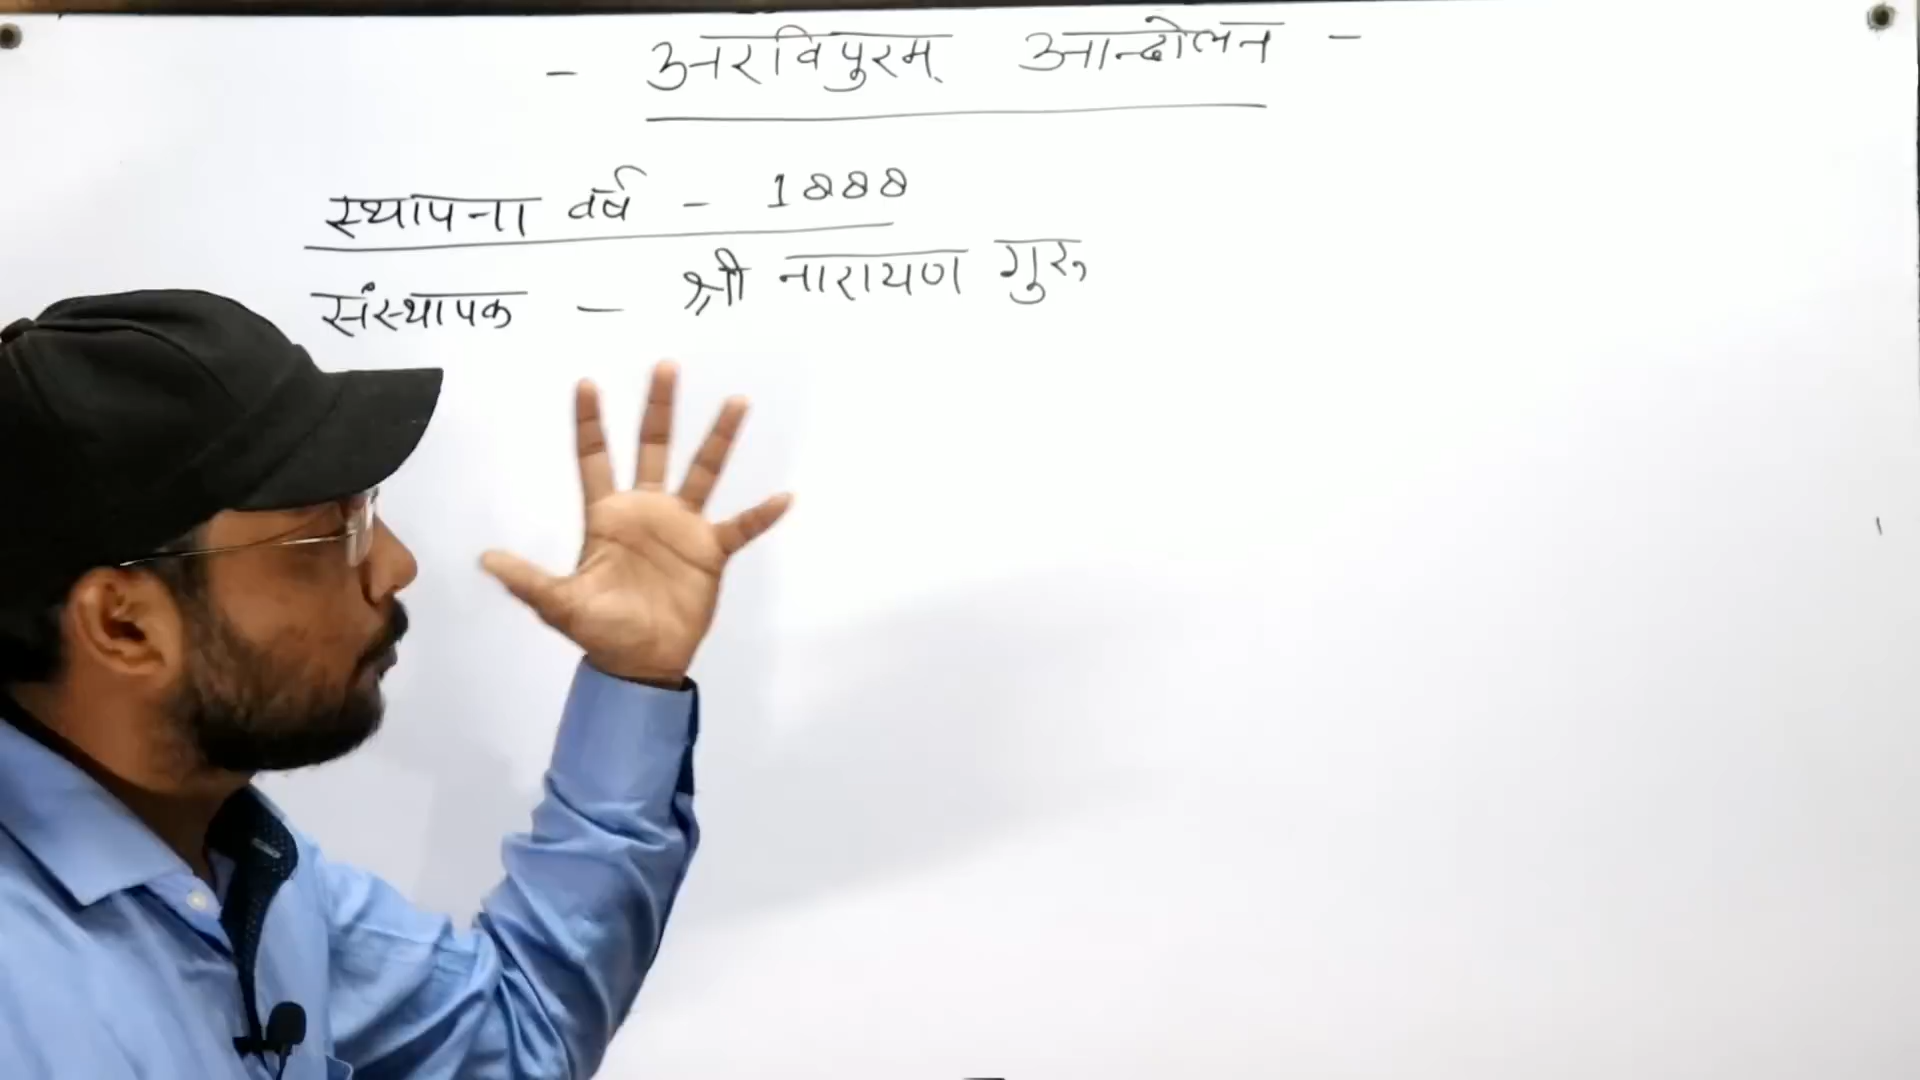 - अरविपुरम् आन्दोलन -
स्थापना वर्ष - 1888
संस्थापक - श्री नारायण गुरु